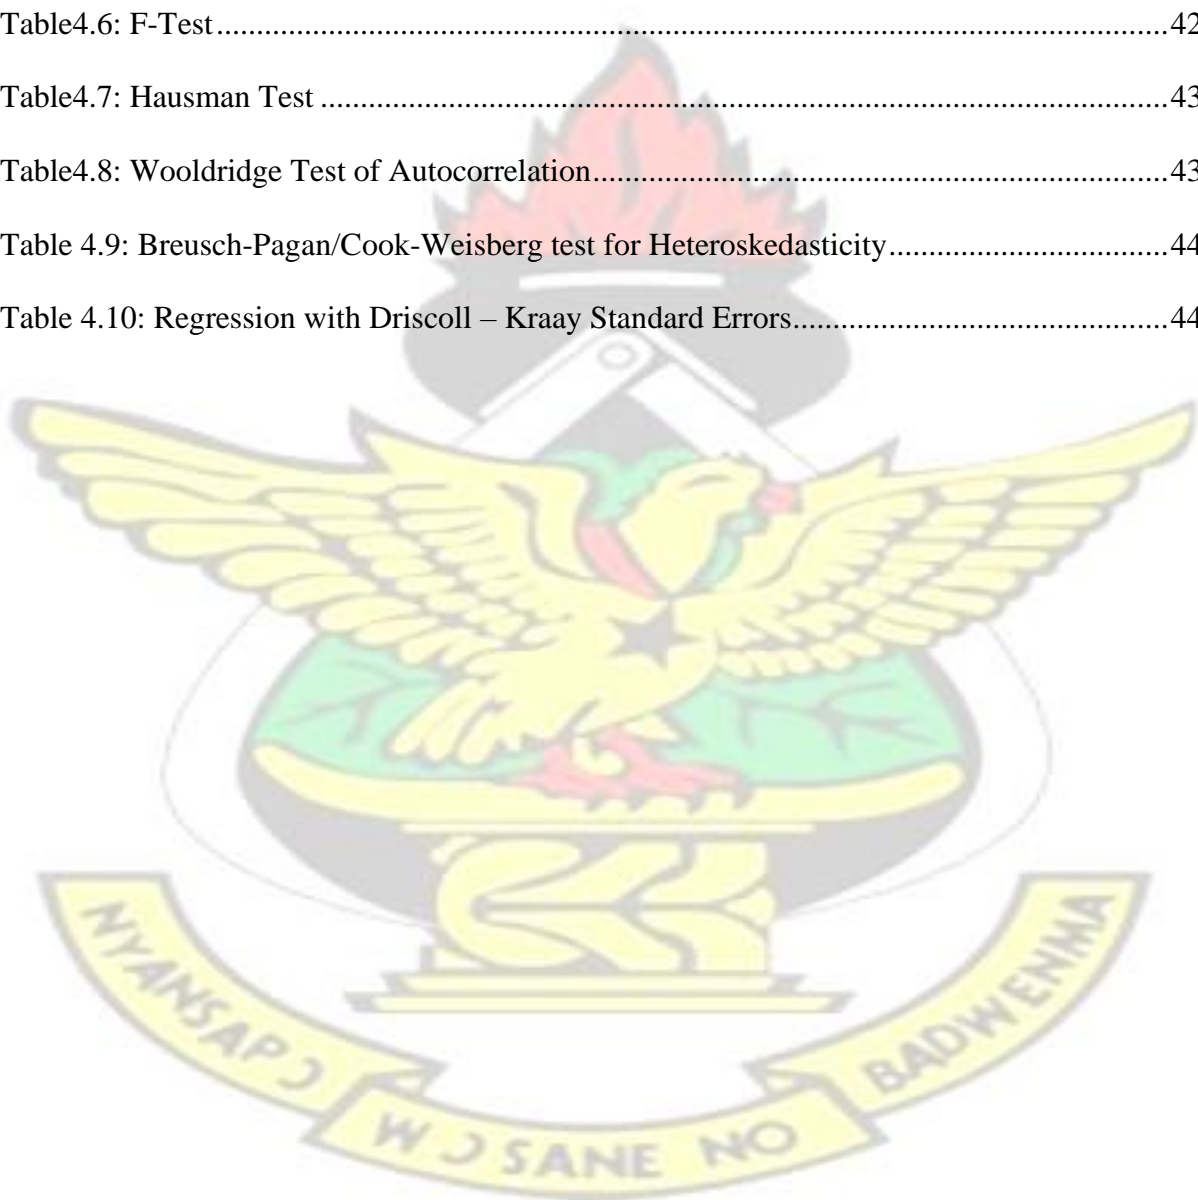 Table4.6: F-Test....................................................................................................................42
Table4.7: Hausman Test .......................................................................................................43
Table4.8: Wooldridge Test of Autocorrelation......................................................................43
Table 4.9: Breusch-Pagan/Cook-Weisberg test for Heteroskedasticity..................................44
Table 4.10: Regression with Driscoll – Kraay Standard Errors..............................................44
NYANSAPƆ
WƆSANE NO
BADWENMA